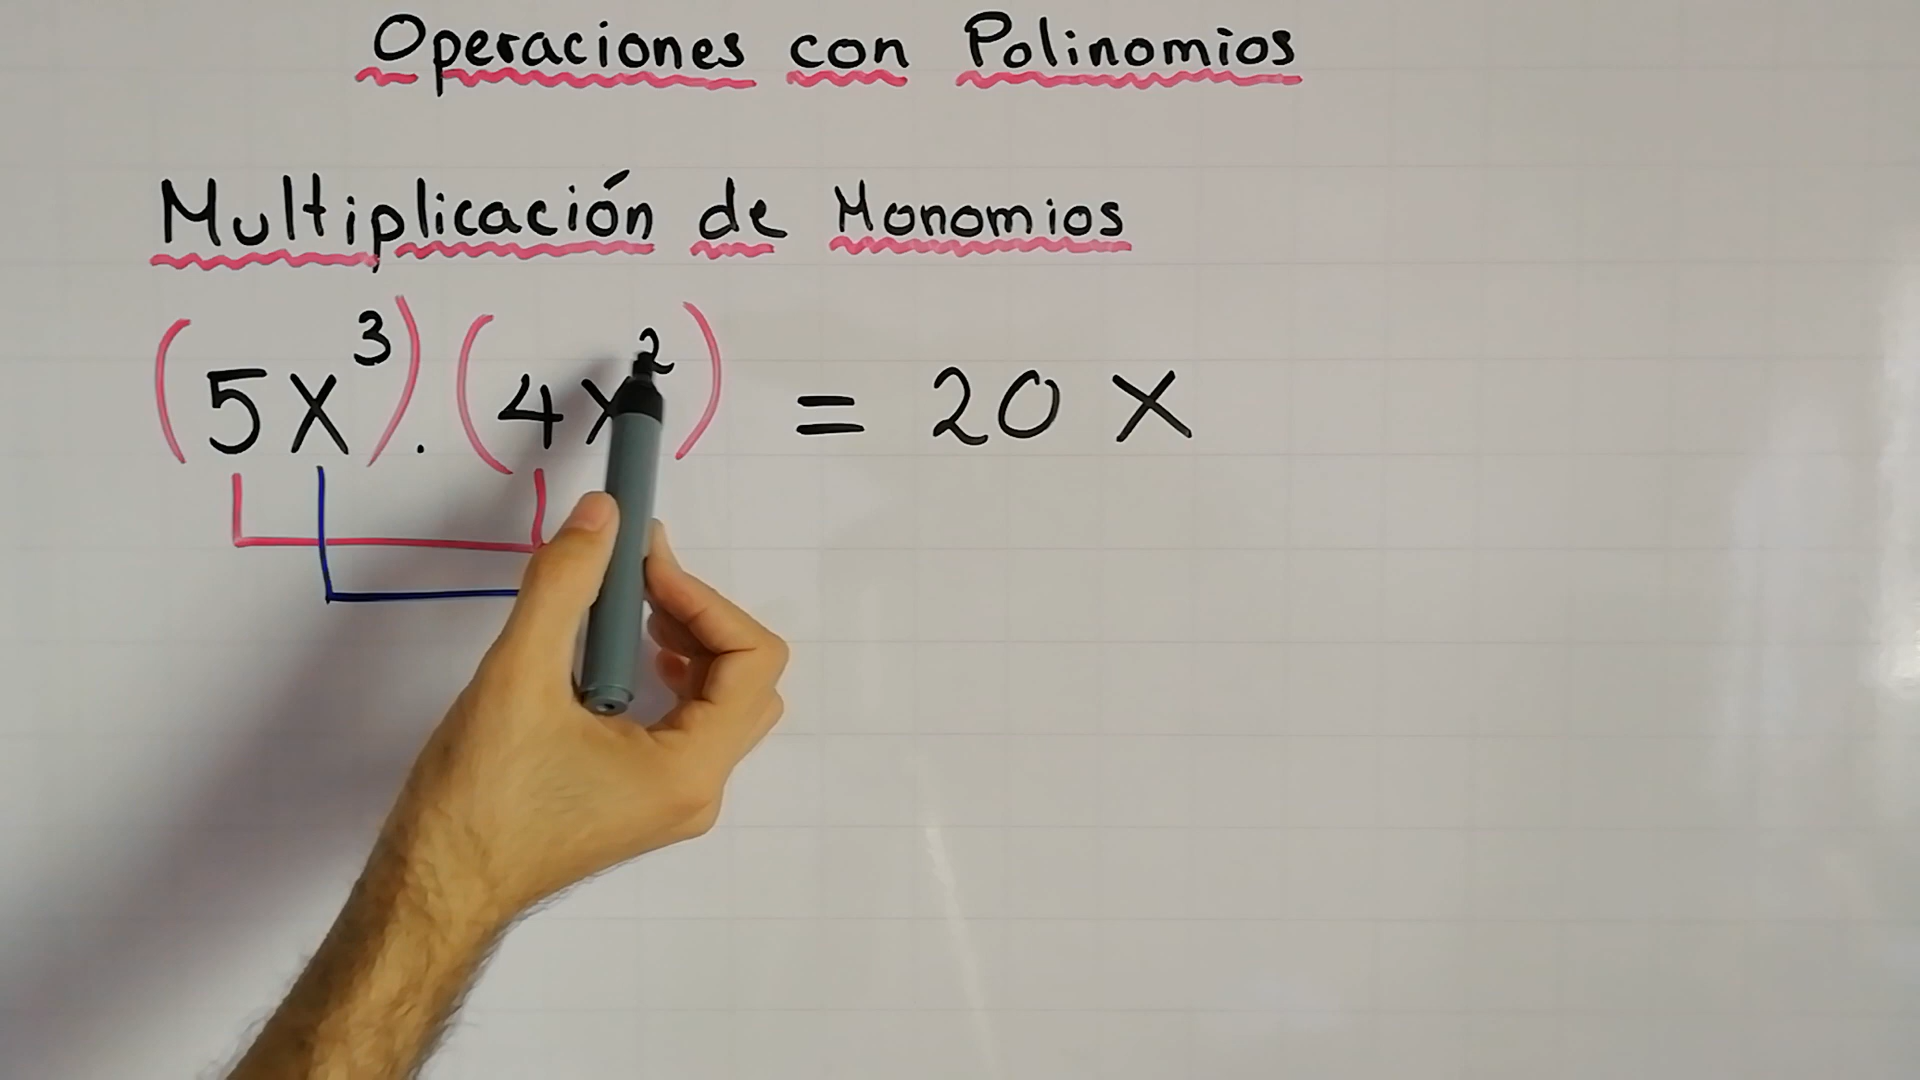 Operaciones con Polinomios
Multiplicación de Monomios
(5x³).(4x²) = 20 x